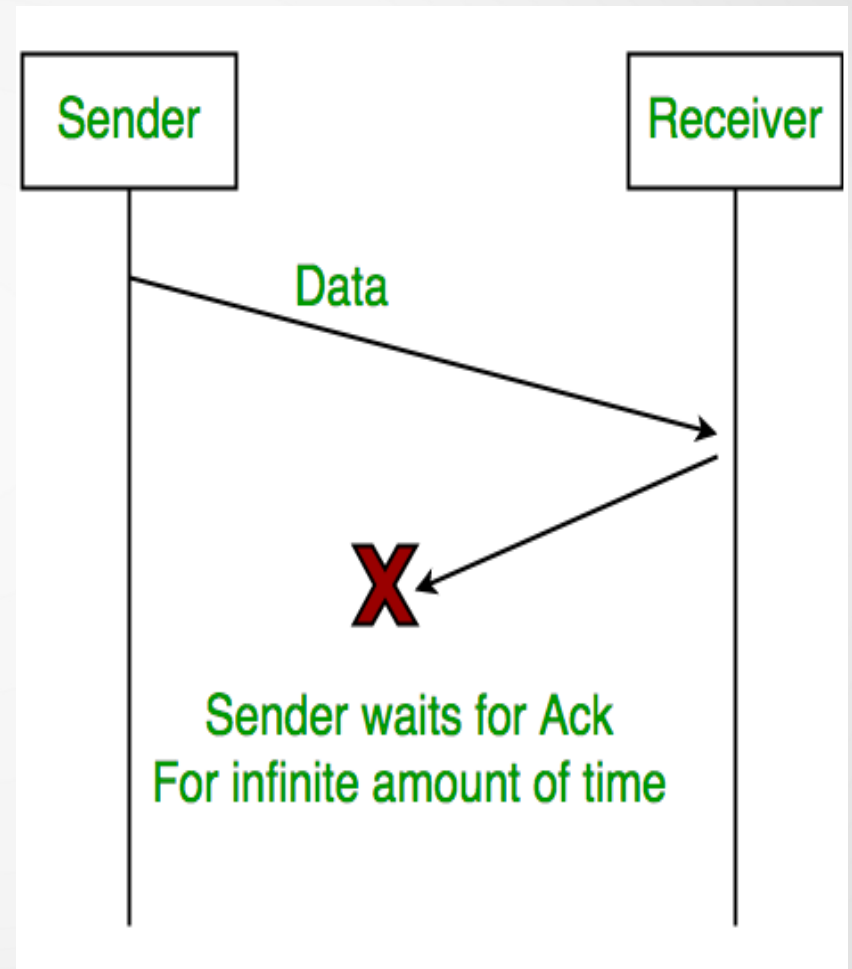 Sender
Receiver
Data
X
Sender waits for Ack
For infinite amount of time